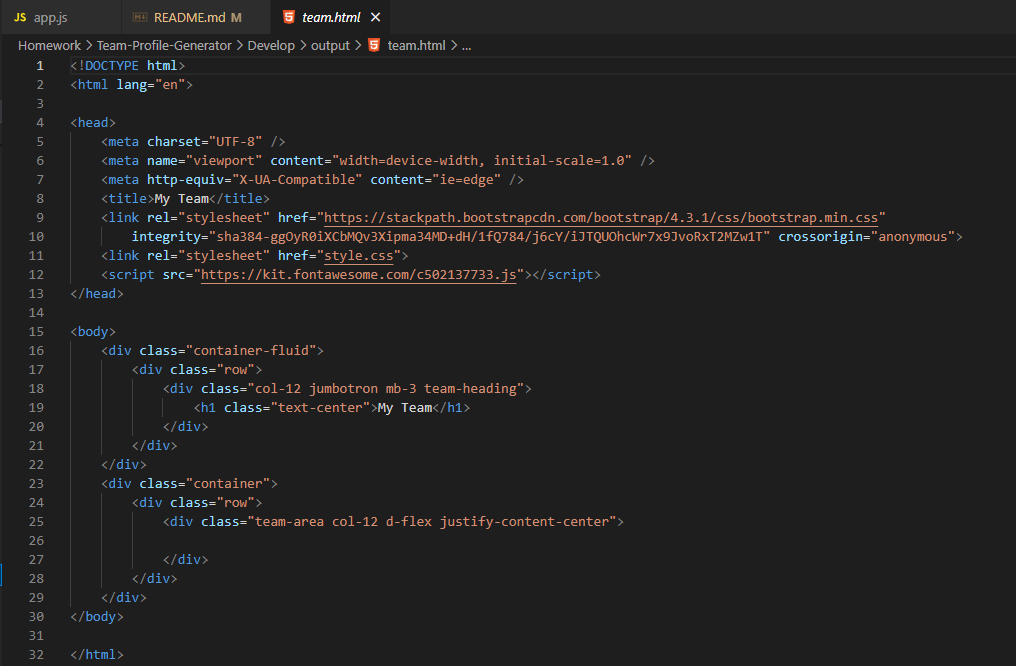 JS app.js README.md M team.html ×
Homework > Team-Profile-Generator > Develop > output > team.html > ...
1 <!DOCTYPE html>
2 <html lang="en">
3
4 <head>
5 <meta charset="UTF-8" />
6 <meta name="viewport" content="width=device-width, initial-scale=1.0" />
7 <meta http-equiv="X-UA-Compatible" content="ie=edge" />
8 <title>My Team</title>
9 <link rel="stylesheet" href="https://stackpath.bootstrapcdn.com/bootstrap/4.3.1/css/bootstrap.min.css"
10 integrity="sha384-ggOyR0iXCbMQv3Xipma34MD+dH/1fQ784/j6cY/iJTQUOhcWr7x9JvoRxT2MZw1T" crossorigin="anonymous">
11 <link rel="stylesheet" href="style.css">
12 <script src="https://kit.fontawesome.com/c502137733.js"></script>
13 </head>
14
15 <body>
16 <div class="container-fluid">
17 <div class="row">
18 <div class="col-12 jumbotron mb-3 team-heading">
19 <h1 class="text-center">My Team</h1>
20 </div>
21 </div>
22 </div>
23 <div class="container">
24 <div class="row">
25 <div class="team-area col-12 d-flex justify-content-center">
26
27 </div>
28 </div>
29 </div>
30 </body>
31
32 </html>